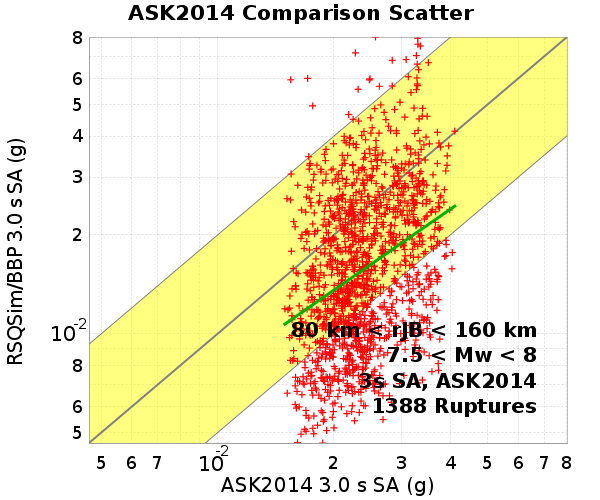 ASK2014 Comparison Scatter
RSQSim/BBP 3.0 s SA (g)
8
6
5
4
3
2
10-2
8
6
5
80 km < rJB < 160 km
7.5 < Mw < 8
3s SA, ASK2014
1388 Ruptures
5 6 7 10-2 2 3 4 5 6 7 8
ASK2014 3.0 s SA (g)